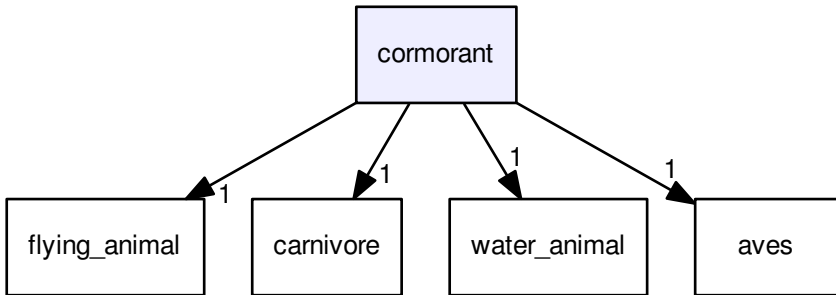 cormorant
1
1
1
1
flying_animal
carnivore
water_animal
aves